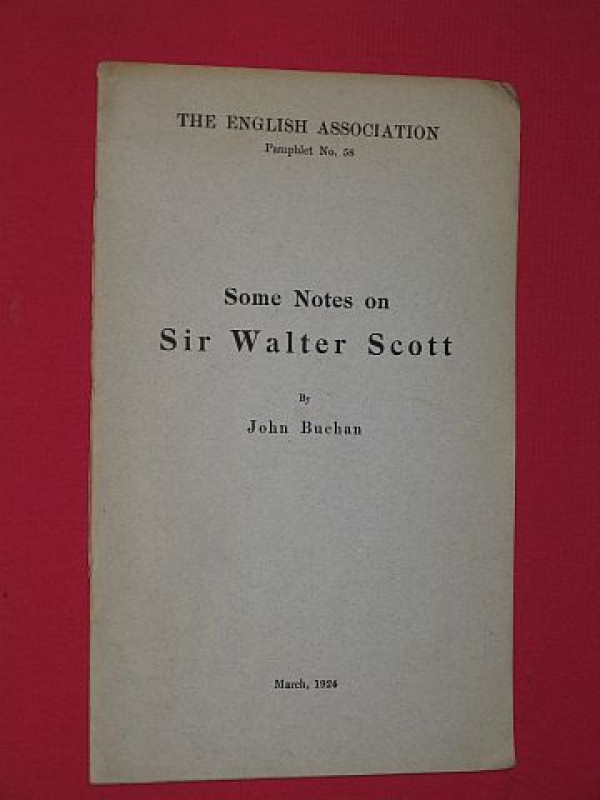 THE ENGLISH ASSOCIATION
Pamphlet No. 58
Some Notes on
Sir Walter Scott
By
John Buchan
March, 1924